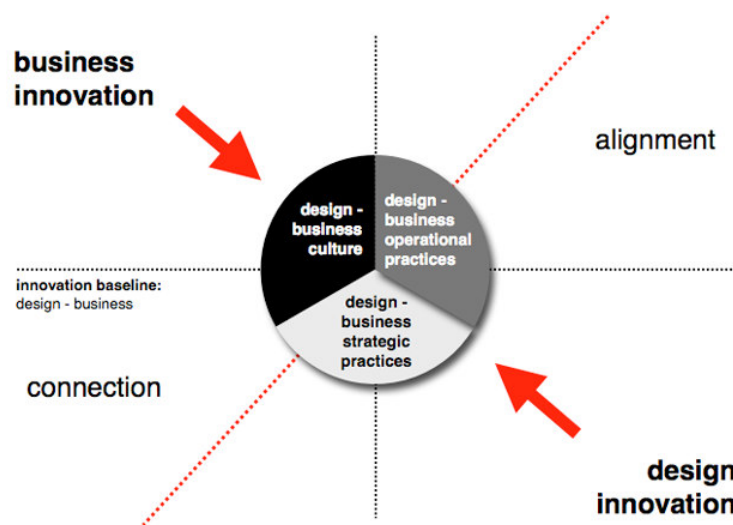 business
innovation
alignment
design -
business
culture
design -
business
operational
practices
innovation baseline:
design - business
design -
business
strategic
practices
connection
design
innovation